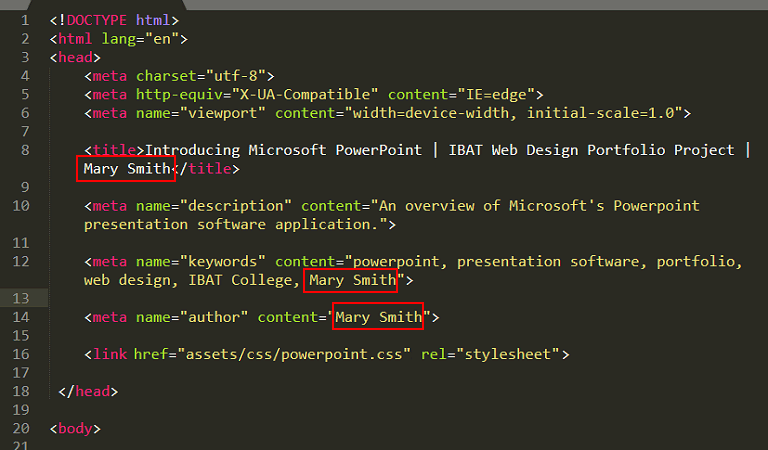 1 <!DOCTYPE html>
2 <html lang="en">
3 <head>
4 <meta charset="utf-8">
5 <meta http-equiv="X-UA-Compatible" content="IE=edge">
6 <meta name="viewport" content="width=device-width, initial-scale=1.0">
7
8 <title>Introducing Microsoft PowerPoint | IBAT Web Design Portfolio Project |
Mary Smith</title>
9
10 <meta name="description" content="An overview of Microsoft's Powerpoint
presentation software application.">
11
12 <meta name="keywords" content="powerpoint, presentation software, portfolio,
web design, IBAT College, Mary Smith">
13
14 <meta name="author" content="Mary Smith">
15
16 <link href="assets/css/powerpoint.css" rel="stylesheet">
17
18 </head>
19
20 <body>
21